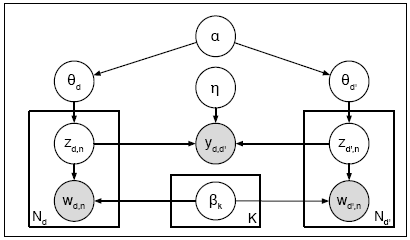 α
θd η θd'
zd,n yd,d' zd',n
wd,n βk wd',n
Nd K Nd'